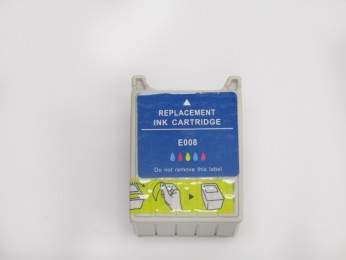 REPLACEMENT
INK CARTRIDGE
E008
Do not remove this label